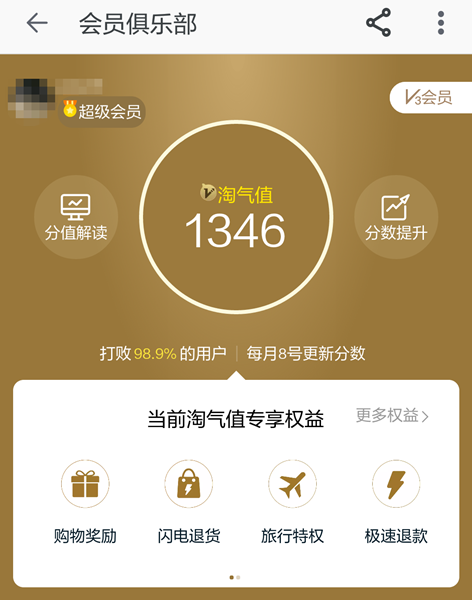 会员俱乐部
超级会员
V3会员
淘气值
1346
分值解读
分数提升
打败 98.9% 的用户 | 每月8号更新分数
当前淘气值专享权益
更多权益 >
购物奖励 闪电退货 旅行特权 极速退款